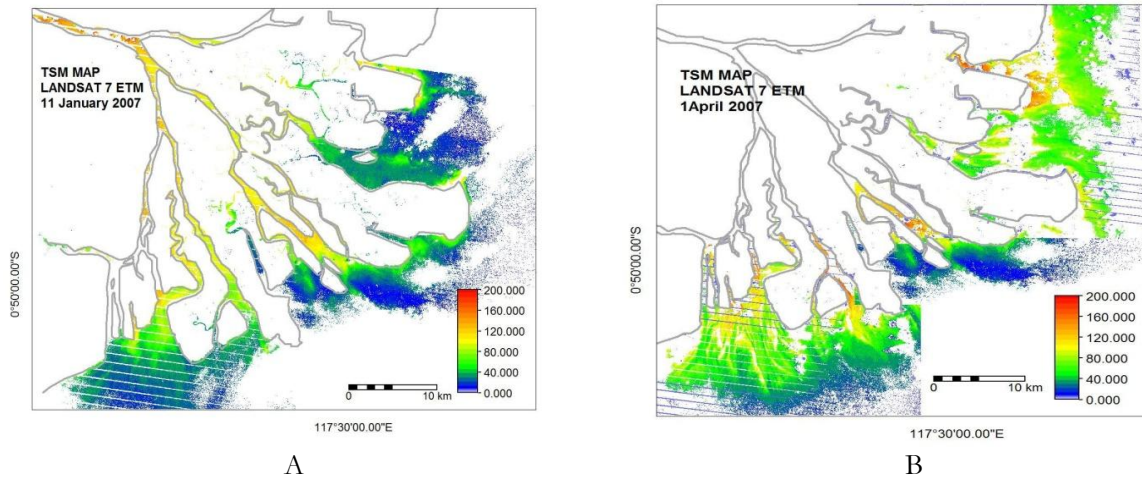 TSM MAP
LANDSAT 7 ETM
11 January 2007
0°50'00.00"S
200.000
160.000
120.000
80.000
40.000
0.000
0 10 km
117°30'00.00"E
A
TSM MAP
LANDSAT 7 ETM
1April 2007
0°50'00.00"S
200.000
160.000
120.000
80.000
40.000
0.000
0 10 km
117°30'00.00"E
B